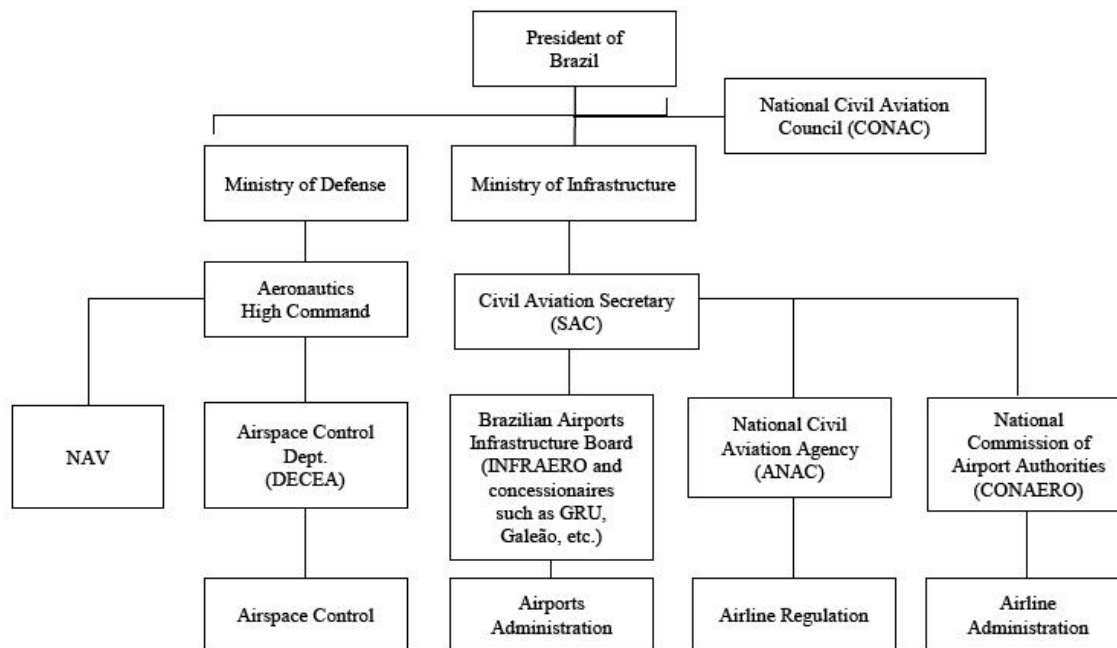 President of
Brazil
National Civil Aviation
Council (CONAC)
Ministry of Defense
Ministry of Infrastructure
Aeronautics
High Command
Civil Aviation Secretary
(SAC)
NAV
Airspace Control
Dept.
(DECEA)
Brazilian Airports
Infrastructure Board
(INFRAERO and
concessionaires
such as GRU,
Galeão, etc.)
National Civil
Aviation Agency
(ANAC)
National
Commission of
Airport Authorities
(CONAERO)
Airspace Control
Airports
Administration
Airline Regulation
Airline
Administration